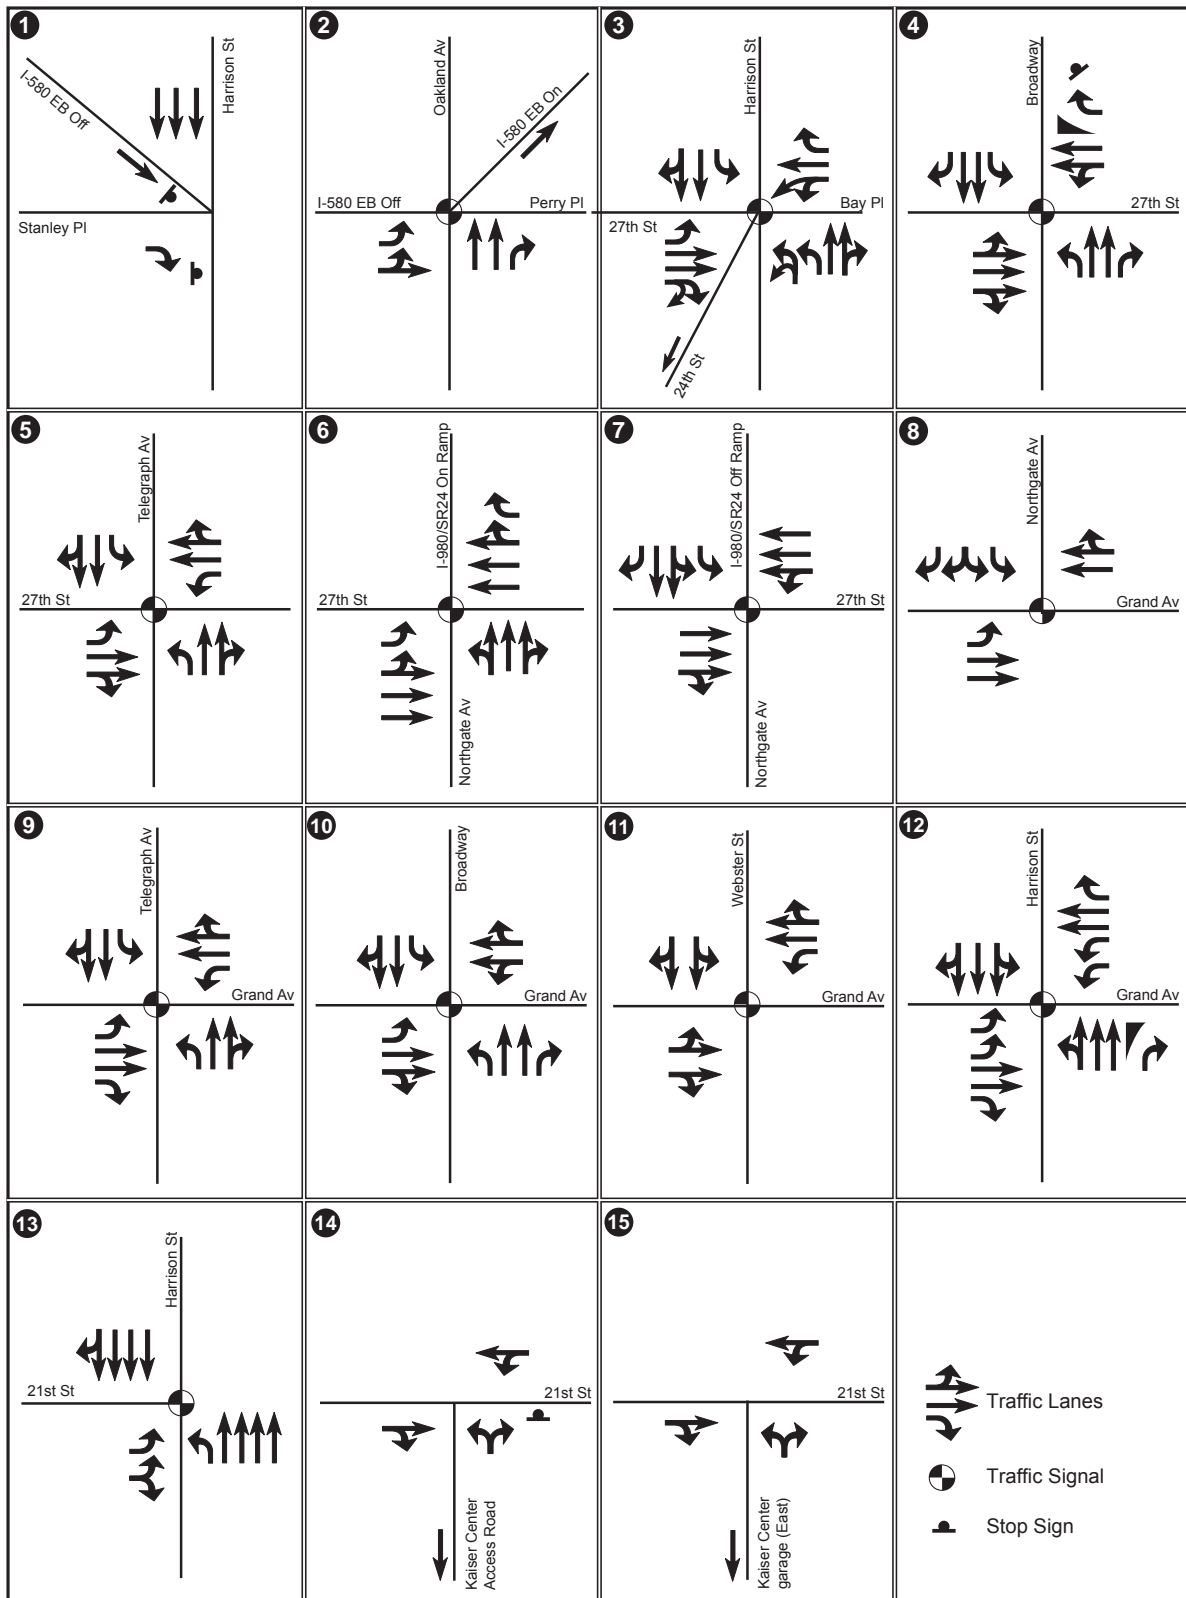 1
Harrison St
I-580 EB Off
Stanley Pl
2
Oakland Av
I-580 EB On
I-580 EB Off
Perry Pl
3
Harrison St
27th St
Bay Pl
24th St
4
Broadway
27th St
5
Telegraph Av
27th St
6
I-980/SR24 On Ramp
27th St
Northgate Av
7
I-980/SR24 Off Ramp
27th St
Northgate Av
8
Northgate Av
Grand Av
9
Telegraph Av
Grand Av
10
Broadway
Grand Av
11
Webster St
Grand Av
12
Harrison St
Grand Av
13
Harrison St
21st St
14
21st St
Kaiser Center
Access Road
15
21st St
Kaiser Center
garage (East)
Traffic Lanes
Traffic Signal
Stop Sign